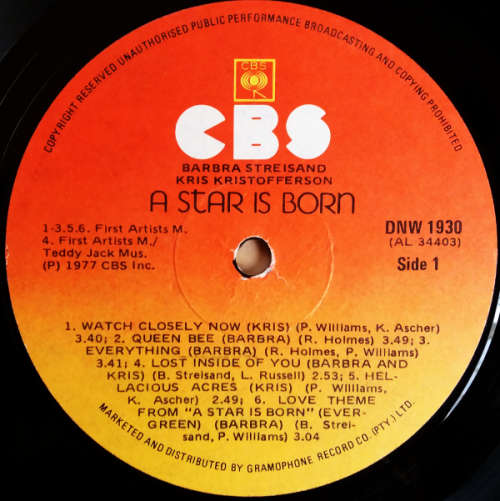 COPYRIGHT RESERVED UNAUTHORISED PUBLIC PERFORMANCE BROADCASTING AND COPYING PROHIBITED
CBS
CBS
BARBRA STREISAND
KRIS KRISTOFFERSON
A STAR IS BORN
1-3.5.6. First Artists M.
4. First Artists M./
Teddy Jack Mus.
(P) 1977 CBS Inc.
DNW 1930
(AL 34403)
Side 1
1. WATCH CLOSELY NOW (KRIS) (P. Williams, K. Ascher)
3.40; 2. QUEEN BEE (BARBRA) (R. Holmes) 3.49; 3.
EVERYTHING (BARBRA) (R. Holmes, P. Williams)
3.41; 4. LOST INSIDE OF YOU (BARBRA AND
KRIS) (B. Streisand, L. Russell) 2.53; 5. HEL-
LACIOUS ACRES (KRIS) (P. Williams,
K. Ascher) 2.49; 6. LOVE THEME
FROM "A STAR IS BORN" (EVER-
GREEN) (BARBRA) (B. Strei-
sand, P. Williams) 3.04
MARKETED AND DISTRIBUTED BY GRAMOPHONE RECORD CO. (PTY) LTD.